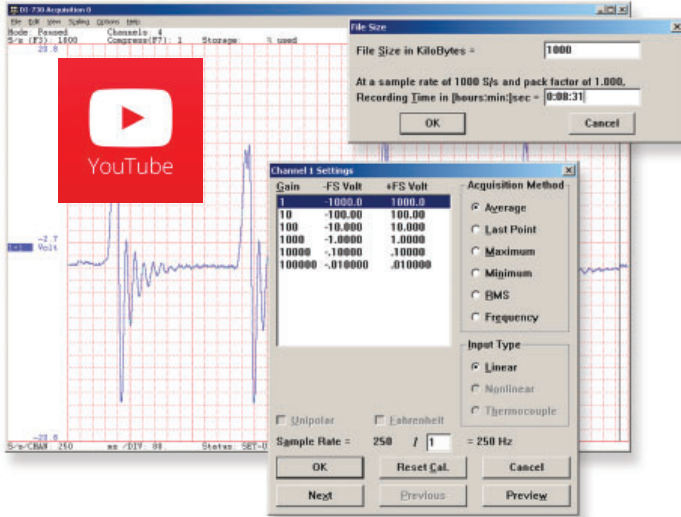 DI-730 Acquisition 0
File Edit View Scaling Options Help
Mode: Paused Channels: 4
S/s (F3): 1000 Compress(F7): 1 Storage: % used
20.8
YouTube
-2.7
Volt
-20.8
S/s/CHAN: 250 ms /DIV: 80. Status: SET-U
File Size
File Size in KiloBytes = 1000
At a sample rate of 1000 S/s and pack factor of 1.000,
Recording Time in [hours:min:]sec = 0:08:31
OK Cancel
Channel 1 Settings
Gain -FS Volt +FS Volt
1 -1000.0 1000.0
10 -100.00 100.00
100 -10.000 10.000
1000 -1.0000 1.0000
10000 -.10000 .10000
100000 -.010000 .010000
Acquisition Method
Average
Last Point
Maximum
Minimum
RMS
Frequency
Input Type
Linear
Nonlinear
Thermocouple
Unipolar Fahrenheit
Sample Rate = 250 / 1 = 250 Hz
OK Reset Cal. Cancel
Next Previous Preview